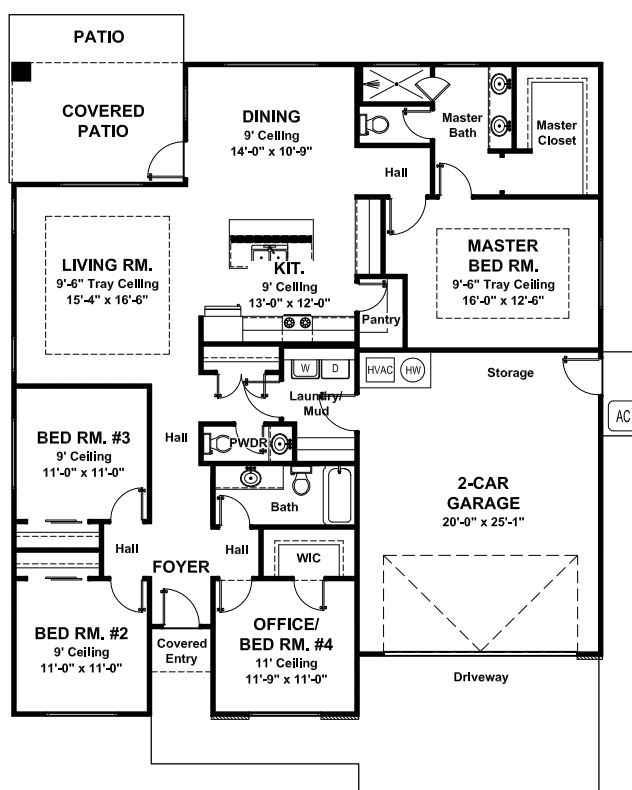 PATIO
COVERED
PATIO
DINING
9' Ceiling
14'-0" x 10'-9"
Master
Bath
Master
Closet
Hall
LIVING RM.
9'-6" Tray Ceiling
15'-4" x 16'-6"
KIT.
9' Ceiling
13'-0" x 12'-0"
MASTER
BED RM.
9'-6" Tray Ceiling
16'-0" x 12'-6"
Pantry
W
D
HVAC
HW
Storage
Laundry/
Mud
AC
BED RM. #3
9' Ceiling
11'-0" x 11'-0"
Hall
PWDR
2-CAR
GARAGE
20'-0" x 25'-1"
Bath
Hall
FOYER
Hall
WIC
BED RM. #2
9' Ceiling
11'-0" x 11'-0"
Covered
Entry
OFFICE/
BED RM. #4
11' Ceiling
11'-9" x 11'-0"
Driveway